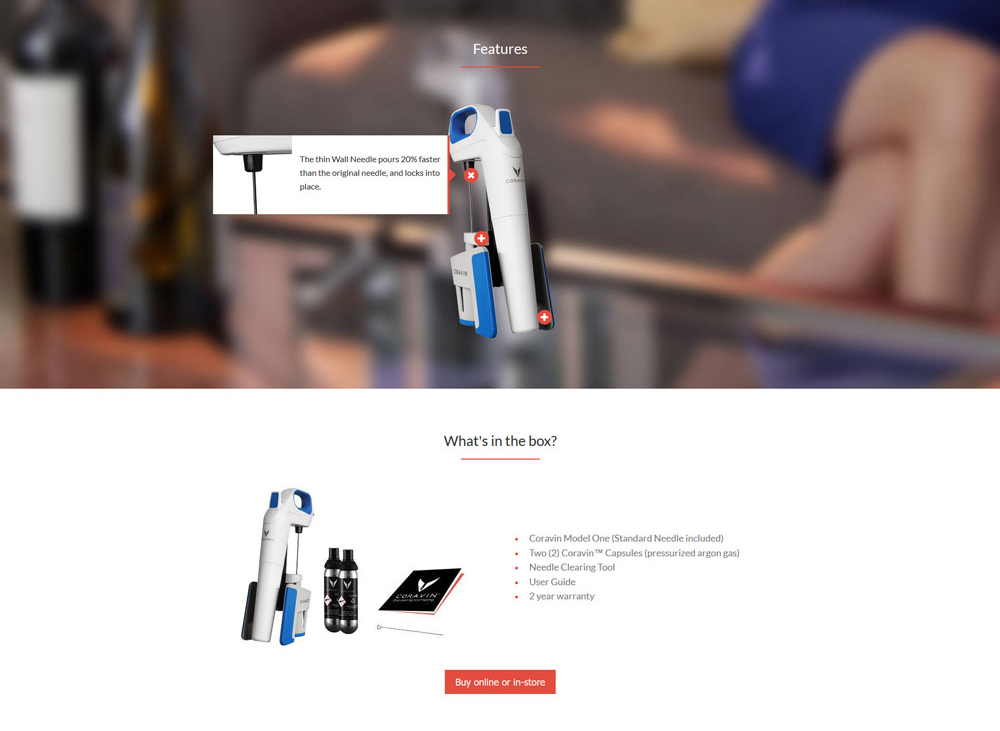 Features
The thin Wall Needle pours 20% faster
than the original needle, and locks into
place.
CORAVIN
What's in the box?
CORAVIN
Coravin Model One (Standard Needle included)
Two (2) Coravin™ Capsules (pressurized argon gas)
Needle Clearing Tool
User Guide
2 year warranty
Buy online or in-store